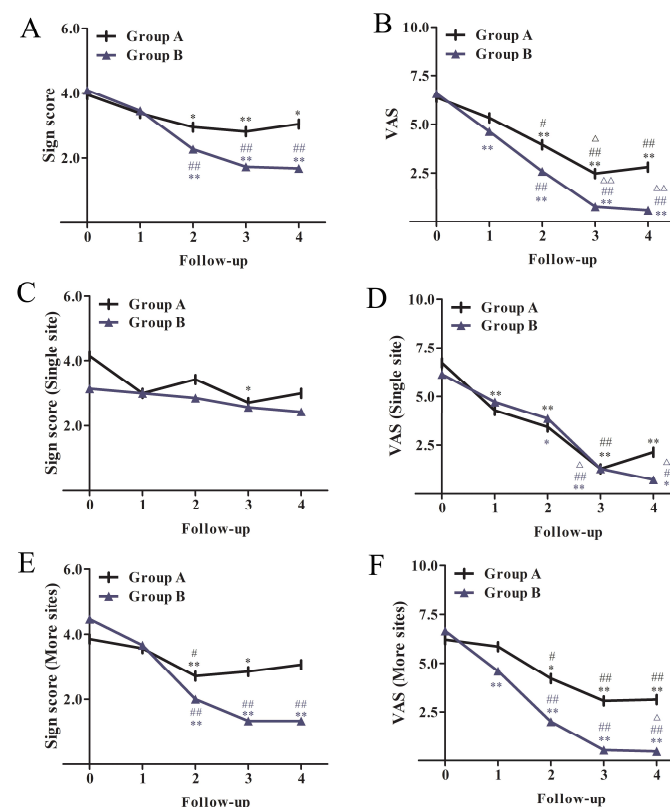 A
6.0
Group A
Group B
Sign score
4.0
2.0
*
**
*
##
**
##
**
##
**
0 1 2 3 4
Follow-up
B
10.0
Group A
Group B
VAS
7.5
5.0
2.5
#
**
△
##
**
##
**
**
##
**
△△
##
**
△△
##
**
0 1 2 3 4
Follow-up
C
6.0
Group A
Group B
Sign score (Single site)
4.0
2.0
*
0 1 2 3 4
Follow-up
D
10.0
Group A
Group B
VAS (Single site)
7.5
5.0
2.5
**
**
*
##
**
△
##
**
**
△
#
*
0 1 2 3 4
Follow-up
E
6.0
Group A
Group B
Sign score (More sites)
4.0
2.0
#
**
*
##
**
##
**
##
**
0 1 2 3 4
Follow-up
F
10.0
Group A
Group B
VAS (More sites)
7.5
5.0
2.5
#
*
##
**
##
**
**
##
**
##
**
△
##
**
0 1 2 3 4
Follow-up